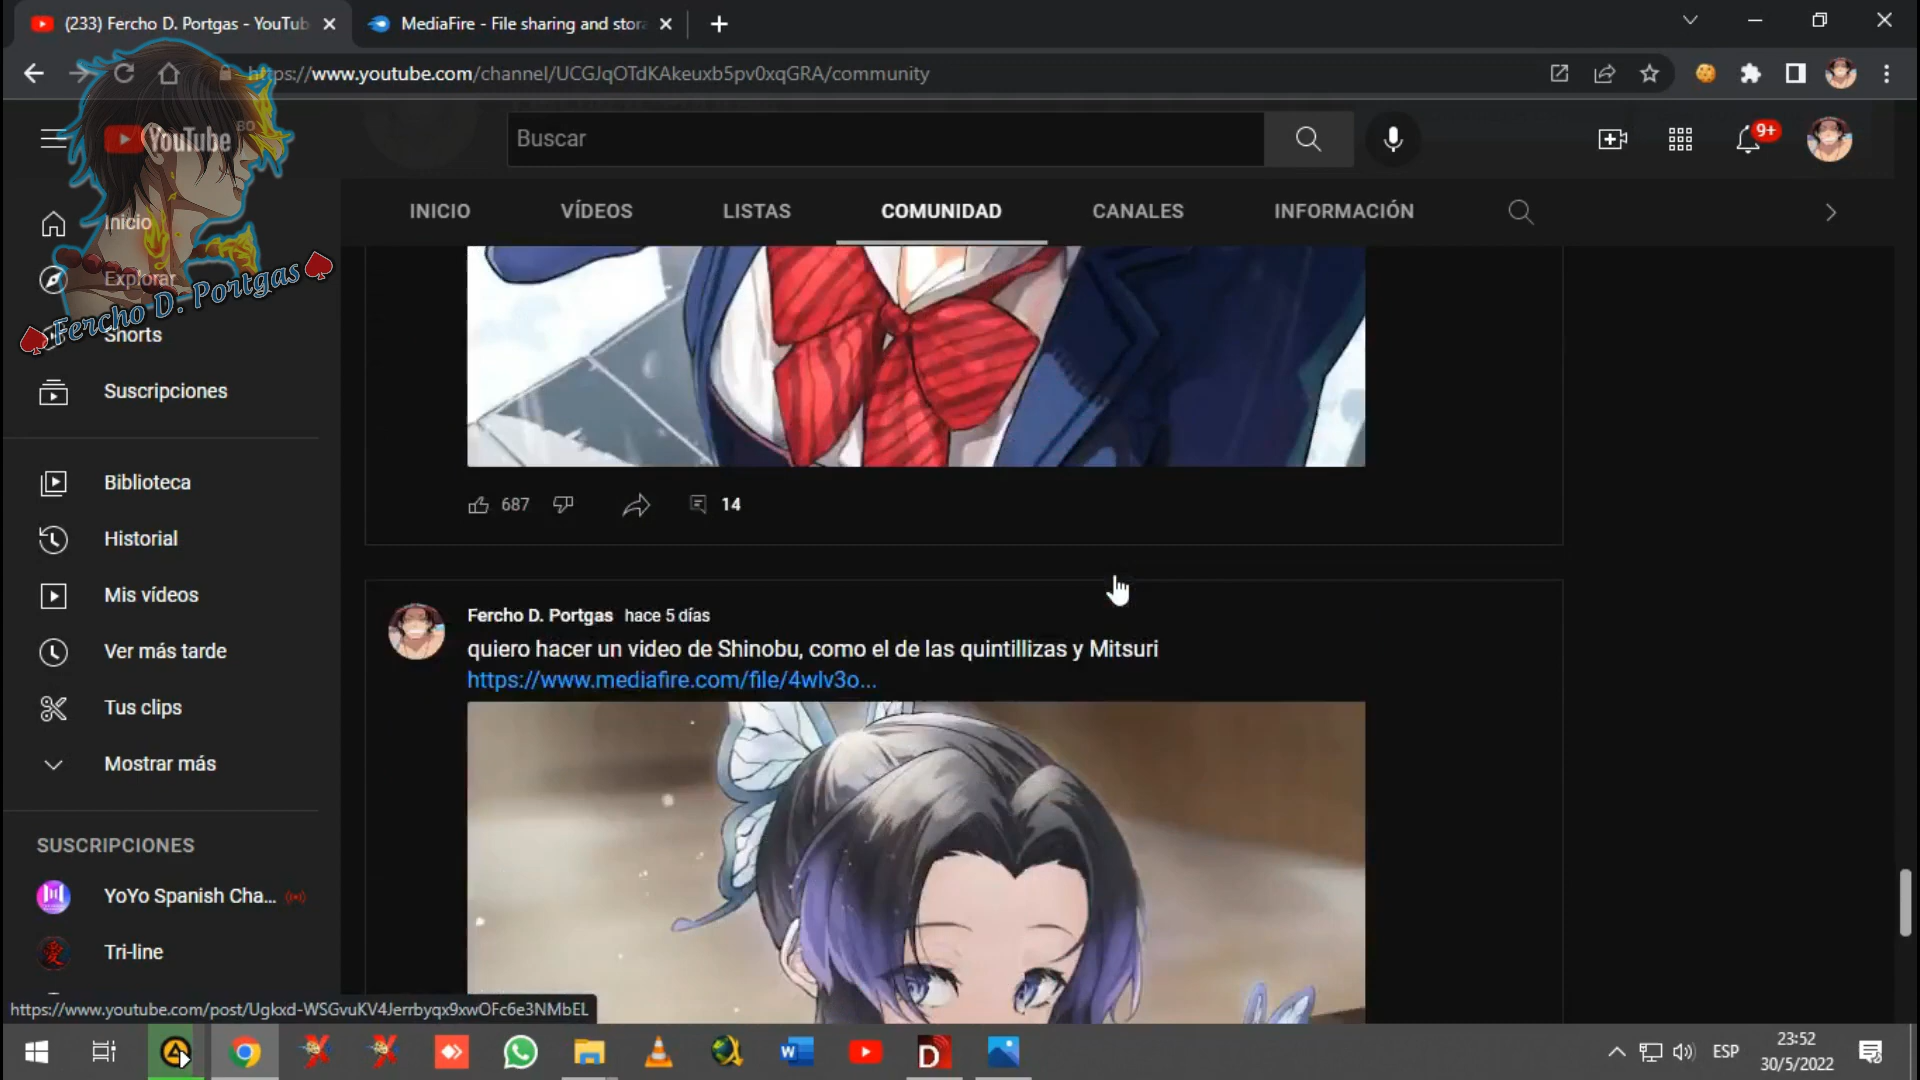 (233) Fercho D. Portgas - YouTub
MediaFire - File sharing and stora
https://www.youtube.com/channel/UCGJqOTdKAkeuxb5pv0xqGRA/community
YouTube BO
Buscar
9+
INICIO
VÍDEOS
LISTAS
COMUNIDAD
CANALES
INFORMACIÓN
Inicio
Explorar
Fercho D. Portgas
Shorts
Suscripciones
Biblioteca
Historial
Mis vídeos
Ver más tarde
Tus clips
Mostrar más
SUSCRIPCIONES
YoYo Spanish Cha...
Tri-line
687
14
Fercho D. Portgas hace 5 días
quiero hacer un video de Shinobu, como el de las quintillizas y Mitsuri
https://www.mediafire.com/file/4wlv3o...
https://www.youtube.com/post/Ugkxd-WSGvuKV4Jerrbyqx9xwOFc6e3NMbEL
ESP
23:52
30/5/2022